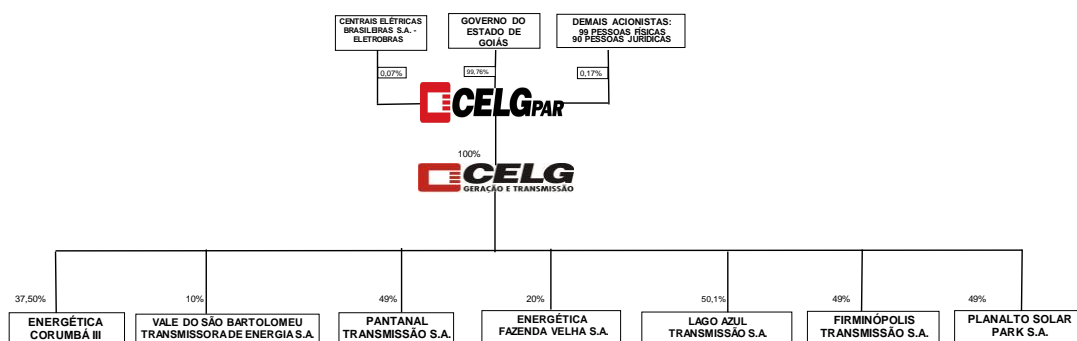 CENTRAIS ELÉTRICAS
BRASILEIRAS S.A. -
ELETROBRAS
GOVERNO DO
ESTADO DE
GOIÁS
DEMAIS ACIONISTAS:
99 PESSOAS FÍSICAS
90 PESSOAS JURÍDICAS
0,07%
99,76%
0,17%
CELGPAR
100%
CELG
GERAÇÃO E TRANSMISSÃO
37,50%
10%
49%
20%
50,1%
49%
49%
ENERGÉTICA
CORUMBÁ III
VALE DO SÃO BARTOLOMEU
TRANSMISSORA DE ENERGIA S.A.
PANTANAL
TRANSMISSÃO S.A.
ENERGÉTICA
FAZENDA VELHA S.A.
LAGO AZUL
TRANSMISSÃO S.A.
FIRMINÓPOLIS
TRANSMISSÃO S.A.
PLANALTO SOLAR
PARK S.A.